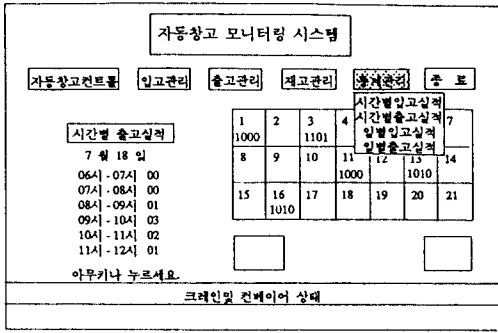 자동창고 모니터링 시스템
자동창고컨트롤 입고관리 출고관리 재고관리 통계관리 종 료
시간별입고실적
시간별출고실적
일별입고실적
일별출고실적
시간별 출고실적
7 월 18 일
06시 - 07시 00
07시 - 08시 00
08시 - 09시 01
09시 - 10시 03
10시 - 11시 02
11시 - 12시 01
아무키나 누르세요
1 2 3 4 7
1000 1101
8 9 10 11 12 13 14
1000 1010
15 16 17 18 19 20 21
1010
크레인및 컨베이어 상태